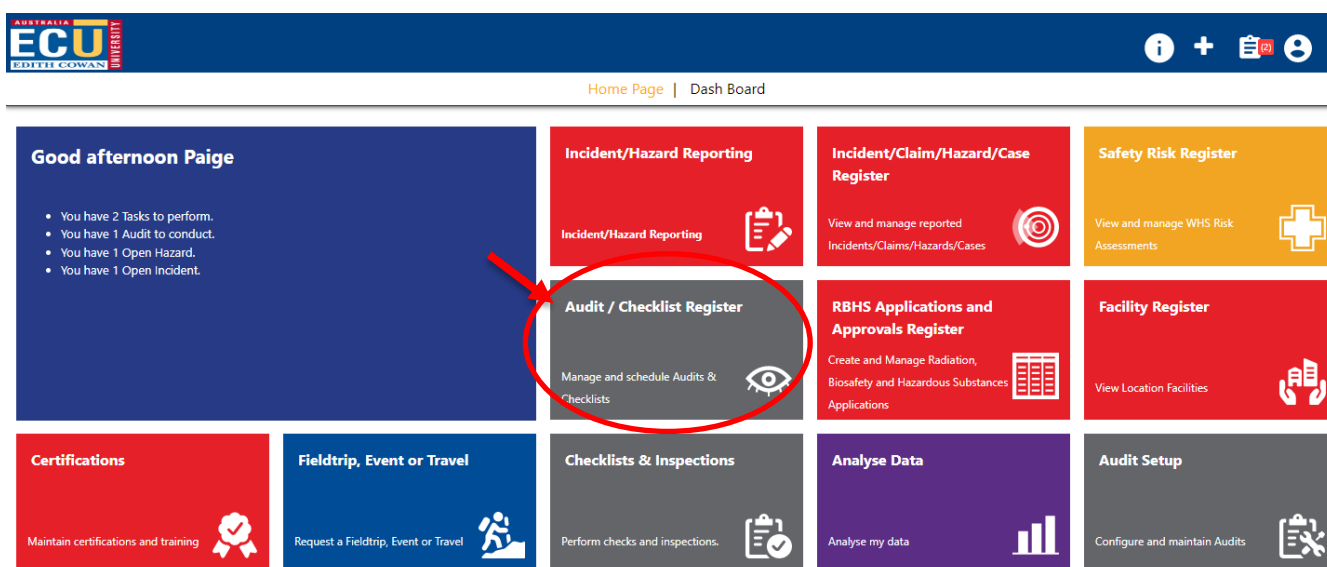 AUSTRALIA
ECU
EDITH COWAN
UNIVERSITY
(2)
Home Page | Dash Board
Good afternoon Paige
• You have 2 Tasks to perform.
• You have 1 Audit to conduct.
• You have 1 Open Hazard.
• You have 1 Open Incident.
Incident/Hazard Reporting
Incident/Hazard Reporting
Incident/Claim/Hazard/Case
Register
View and manage reported
Incidents/Claims/Hazards/Cases
Safety Risk Register
View and manage WHS Risk
Assessments
Audit / Checklist Register
Manage and schedule Audits &
Checklists
RBHS Applications and
Approvals Register
Create and Manage Radiation,
Biosafety and Hazardous Substances
Applications
Facility Register
View Location Facilities
Certifications
Maintain certifications and training
Fieldtrip, Event or Travel
Request a Fieldtrip, Event or Travel
Checklists & Inspections
Perform checks and inspections.
Analyse Data
Analyse my data
Audit Setup
Configure and maintain Audits